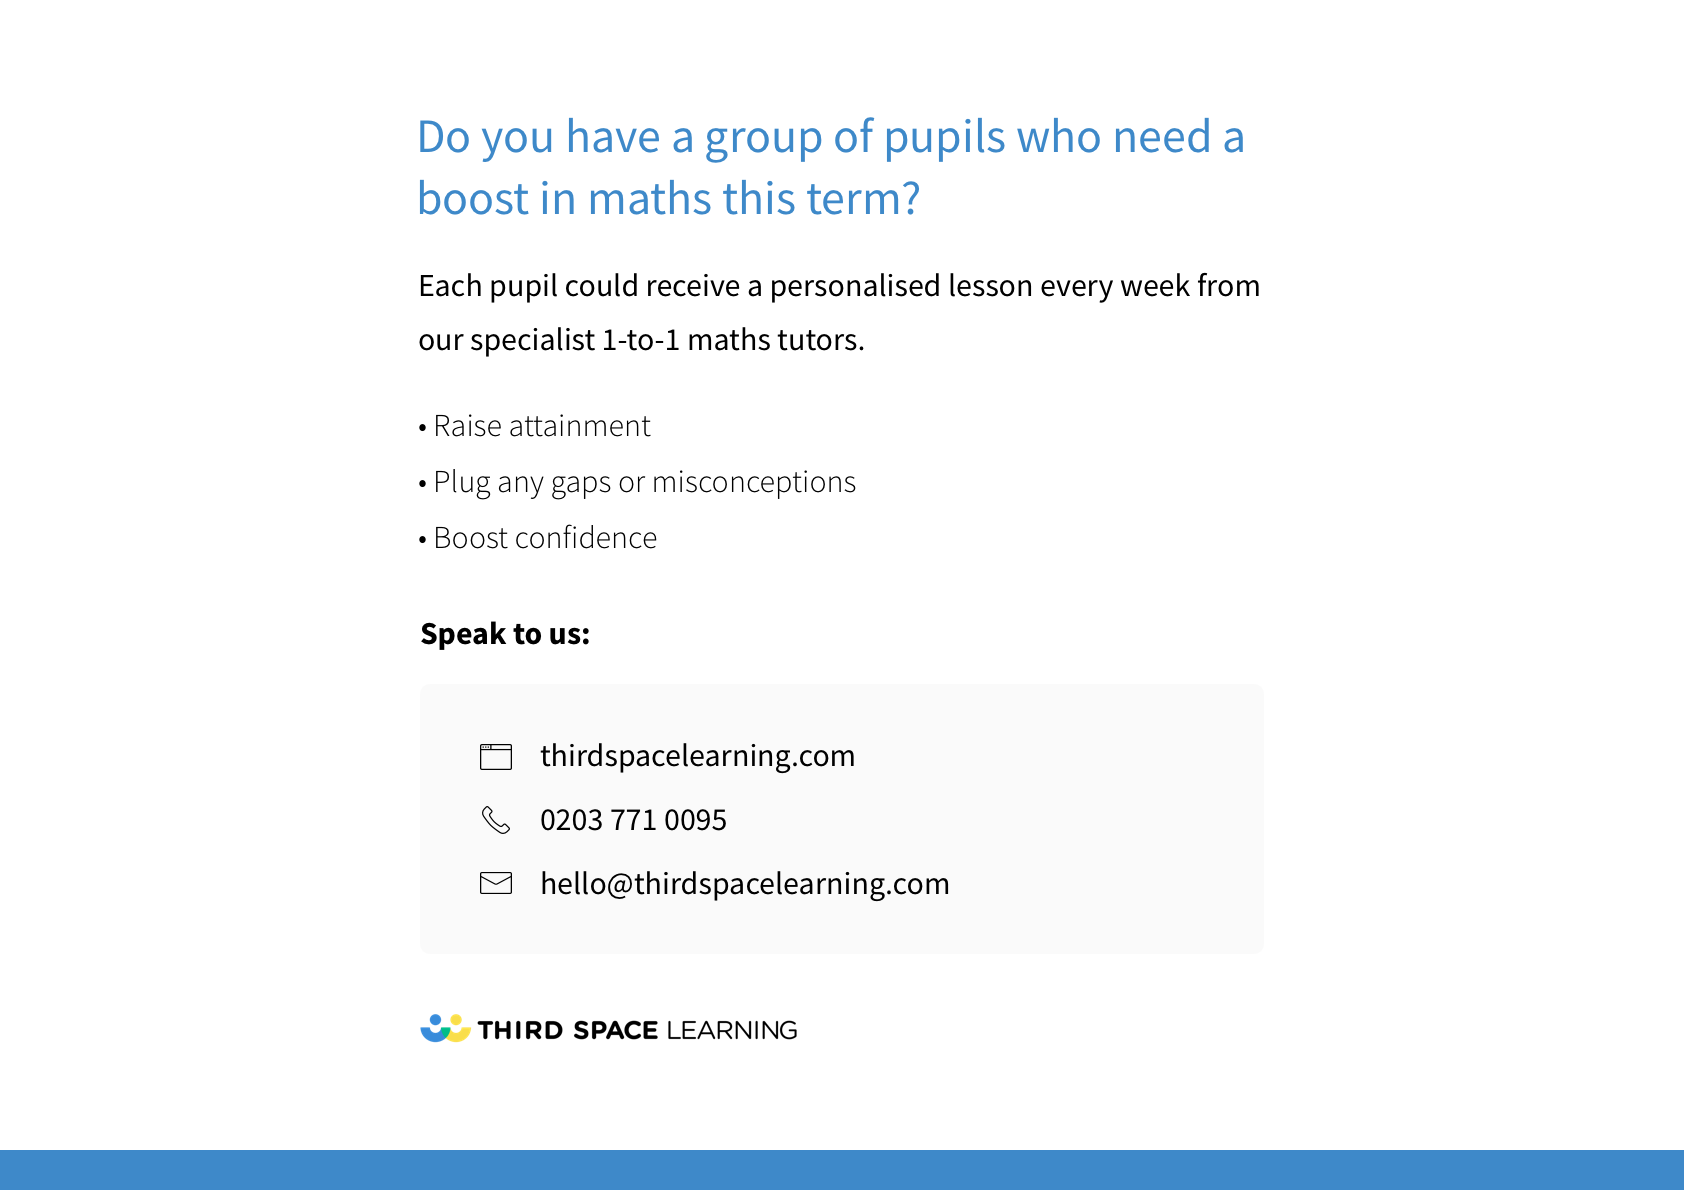 Do you have a group of pupils who need a
boost in maths this term?
Each pupil could receive a personalised lesson every week from
our specialist 1-to-1 maths tutors.
• Raise attainment
• Plug any gaps or misconceptions
• Boost confidence
Speak to us:
thirdspacelearning.com
0203 771 0095
hello@thirdspacelearning.com
THIRD SPACE LEARNING